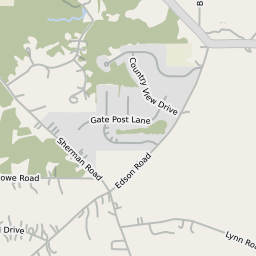 B
Country View Drive
Gate Post Lane
Sherman Road
Edson Road
owe Road
l Drive
Lynn Ro